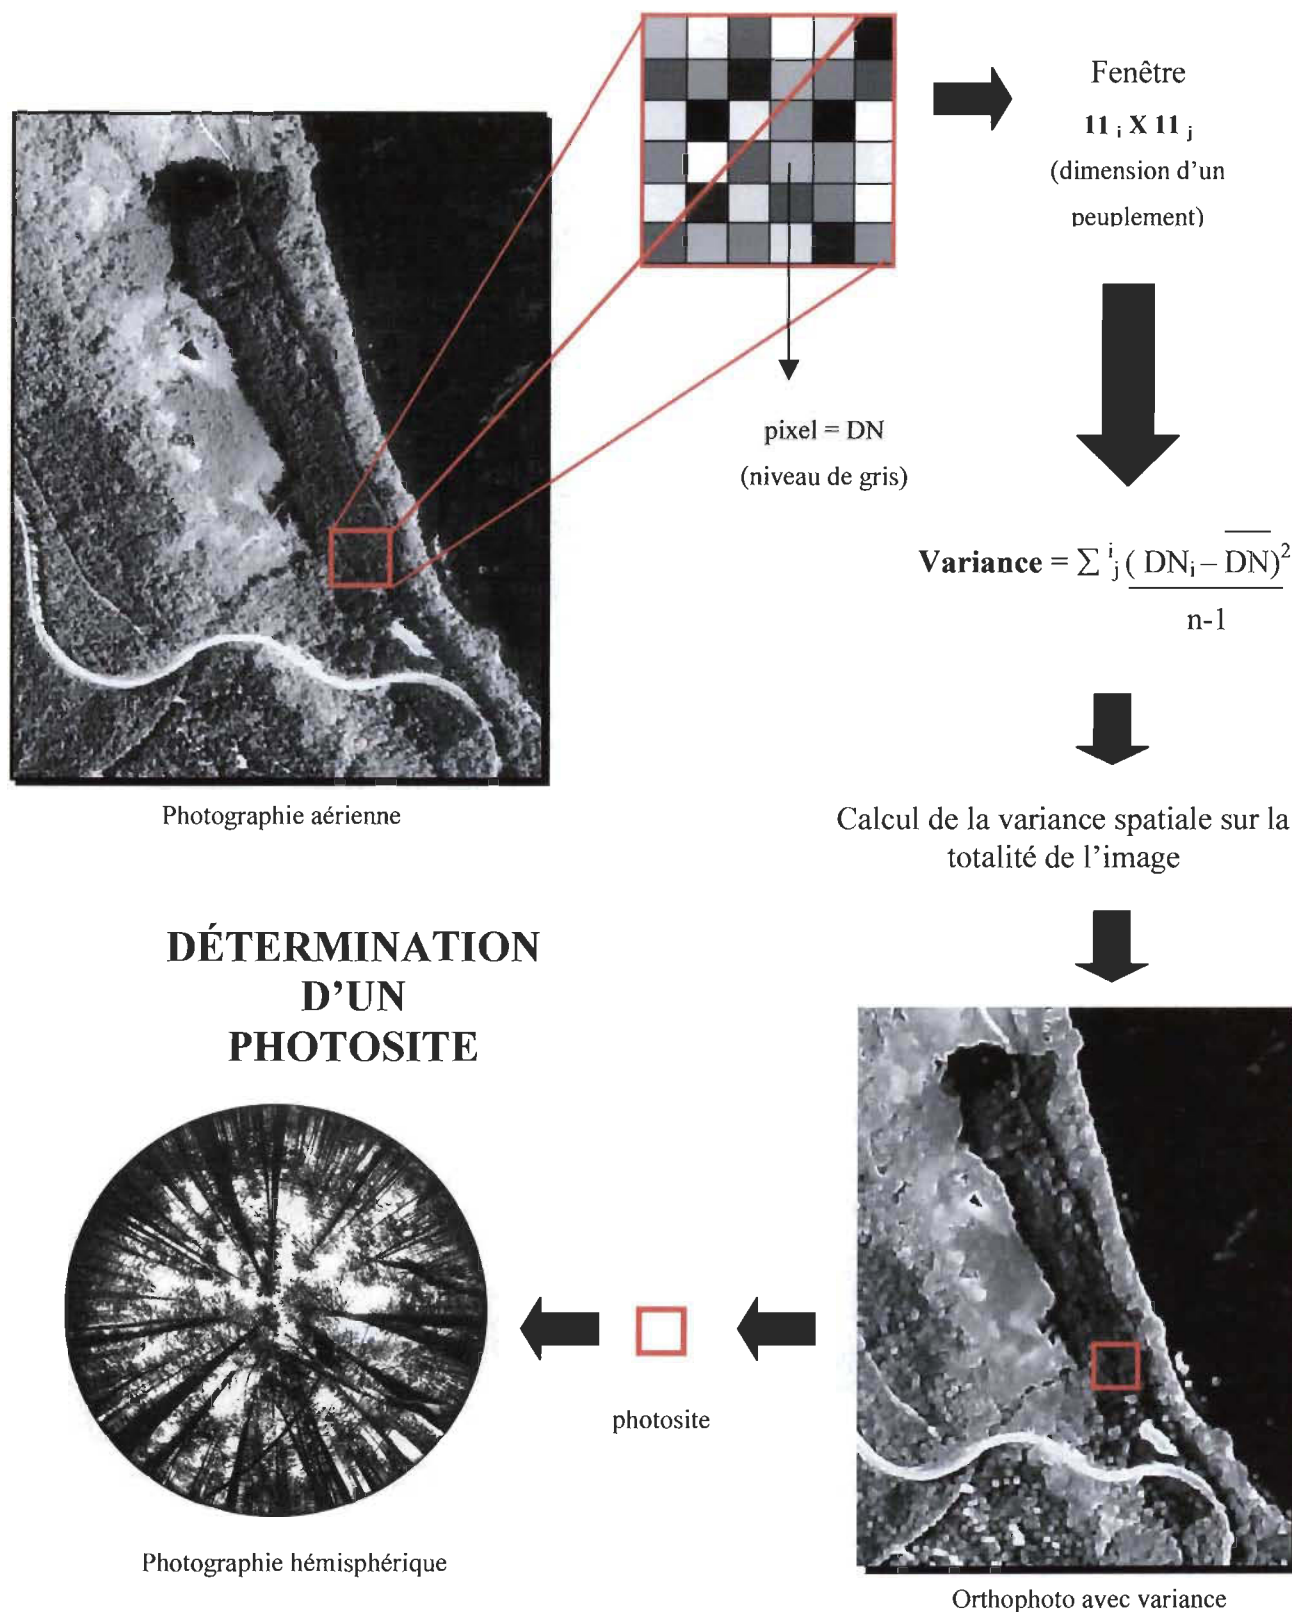 Fenêtre
11 i X 11 j
(dimension d'un
peuplement)
pixel = DN
(niveau de gris)
Variance = ∑ i j ( DNi – D̅N̅)²
n-1
Photographie aérienne
Calcul de la variance spatiale sur la
totalité de l'image
DÉTERMINATION
D'UN
PHOTOSITE
photosite
Photographie hémisphérique
Orthophoto avec variance